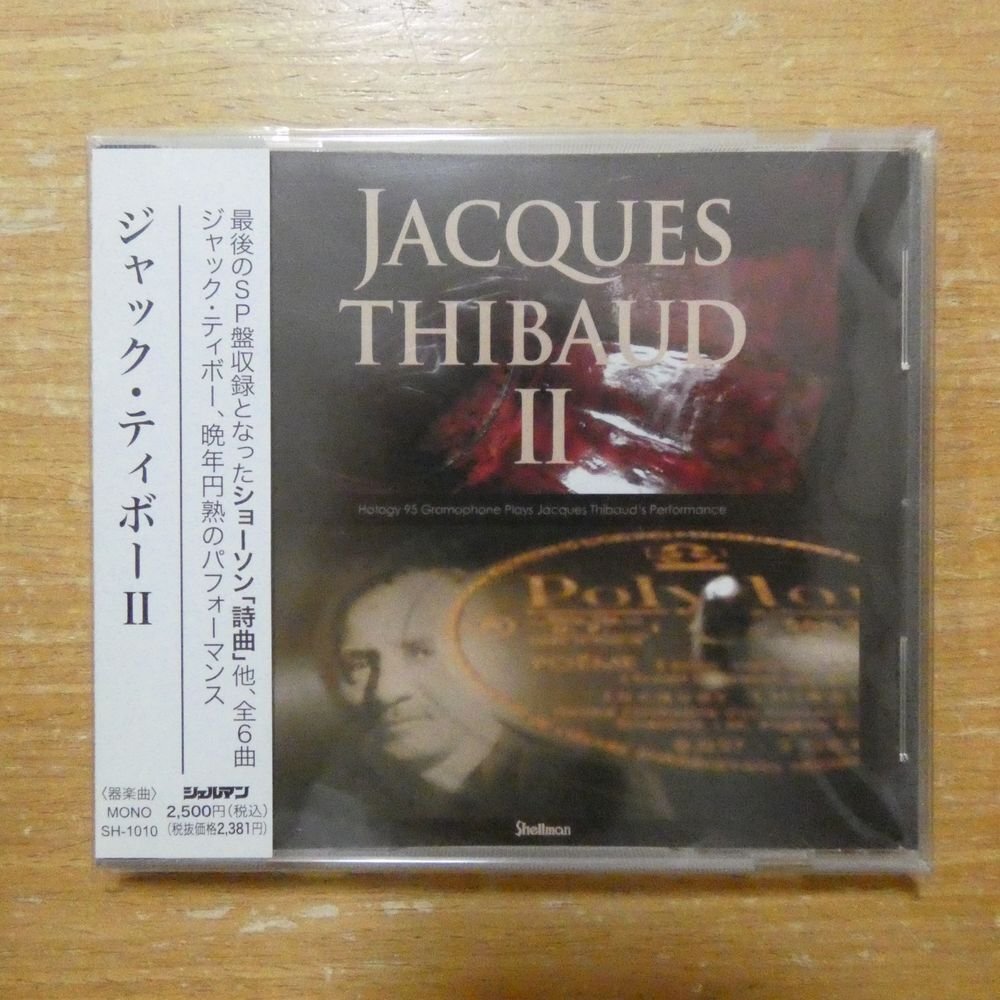 ジャック・ティボー II
最後のSP盤収録となったショーソン「詩曲」他、全6曲
ジャック・ティボー、晩年円熟のパフォーマンス
〈器楽曲〉
シェルマン
MONO 2,500円(税込)
SH-1010 (税抜価格2,381円)
JACQUES
THIBAUD
II
Hotogy 95 Gramophone Plays Jacques Thibaud's Performance
Shellman